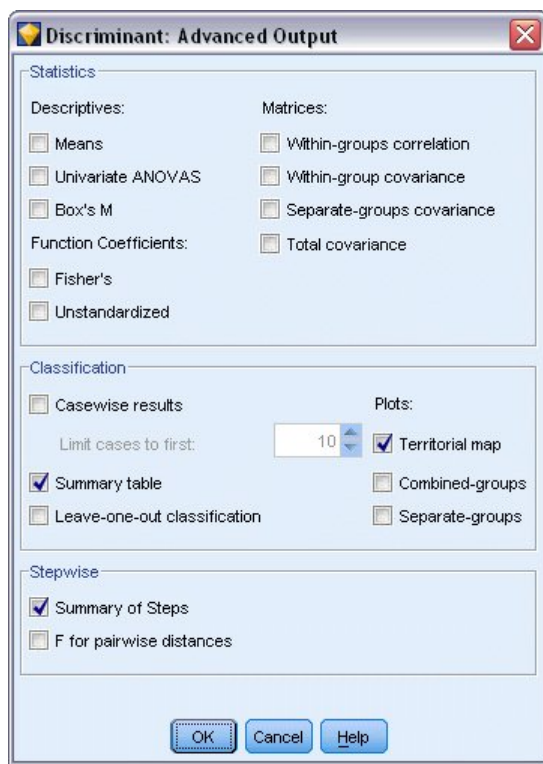 Discriminant: Advanced Output
Statistics
Descriptives:
Means
Univariate ANOVAS
Box's M
Function Coefficients:
Fisher's
Unstandardized
Matrices:
Within-groups correlation
Within-group covariance
Separate-groups covariance
Total covariance
Classification
Casewise results
Limit cases to first: 10
Summary table
Leave-one-out classification
Plots:
Territorial map
Combined-groups
Separate-groups
Stepwise
Summary of Steps
F for pairwise distances
OK Cancel Help